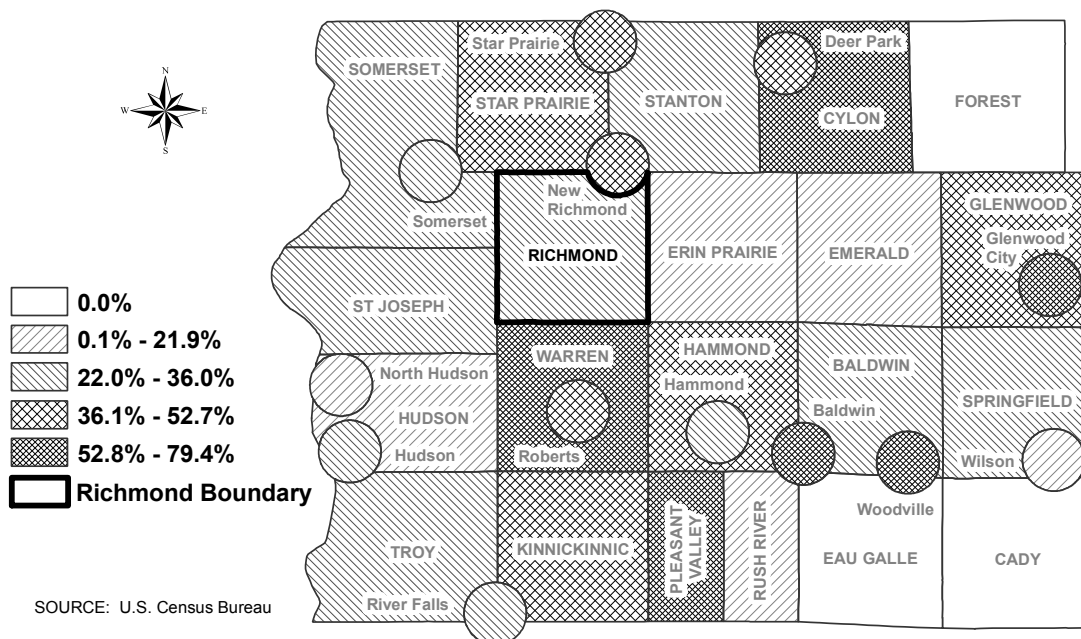 Star Prairie
Deer Park
SOMERSET
STAR PRAIRIE
STANTON
CYLON
FOREST
N
W
E
S
Somerset
New
Richmond
RICHMOND
ERIN PRAIRIE
EMERALD
GLENWOOD
Glenwood
City
ST JOSEPH
0.0%
0.1% - 21.9%
22.0% - 36.0%
36.1% - 52.7%
52.8% - 79.4%
Richmond Boundary
North Hudson
HUDSON
Hudson
WARREN
Roberts
HAMMOND
Hammond
BALDWIN
Baldwin
SPRINGFIELD
Wilson
Woodville
TROY
River Falls
KINNICKINNIC
PLEASANT
VALLEY
RUSH RIVER
EAU GALLE
CADY
SOURCE: U.S. Census Bureau